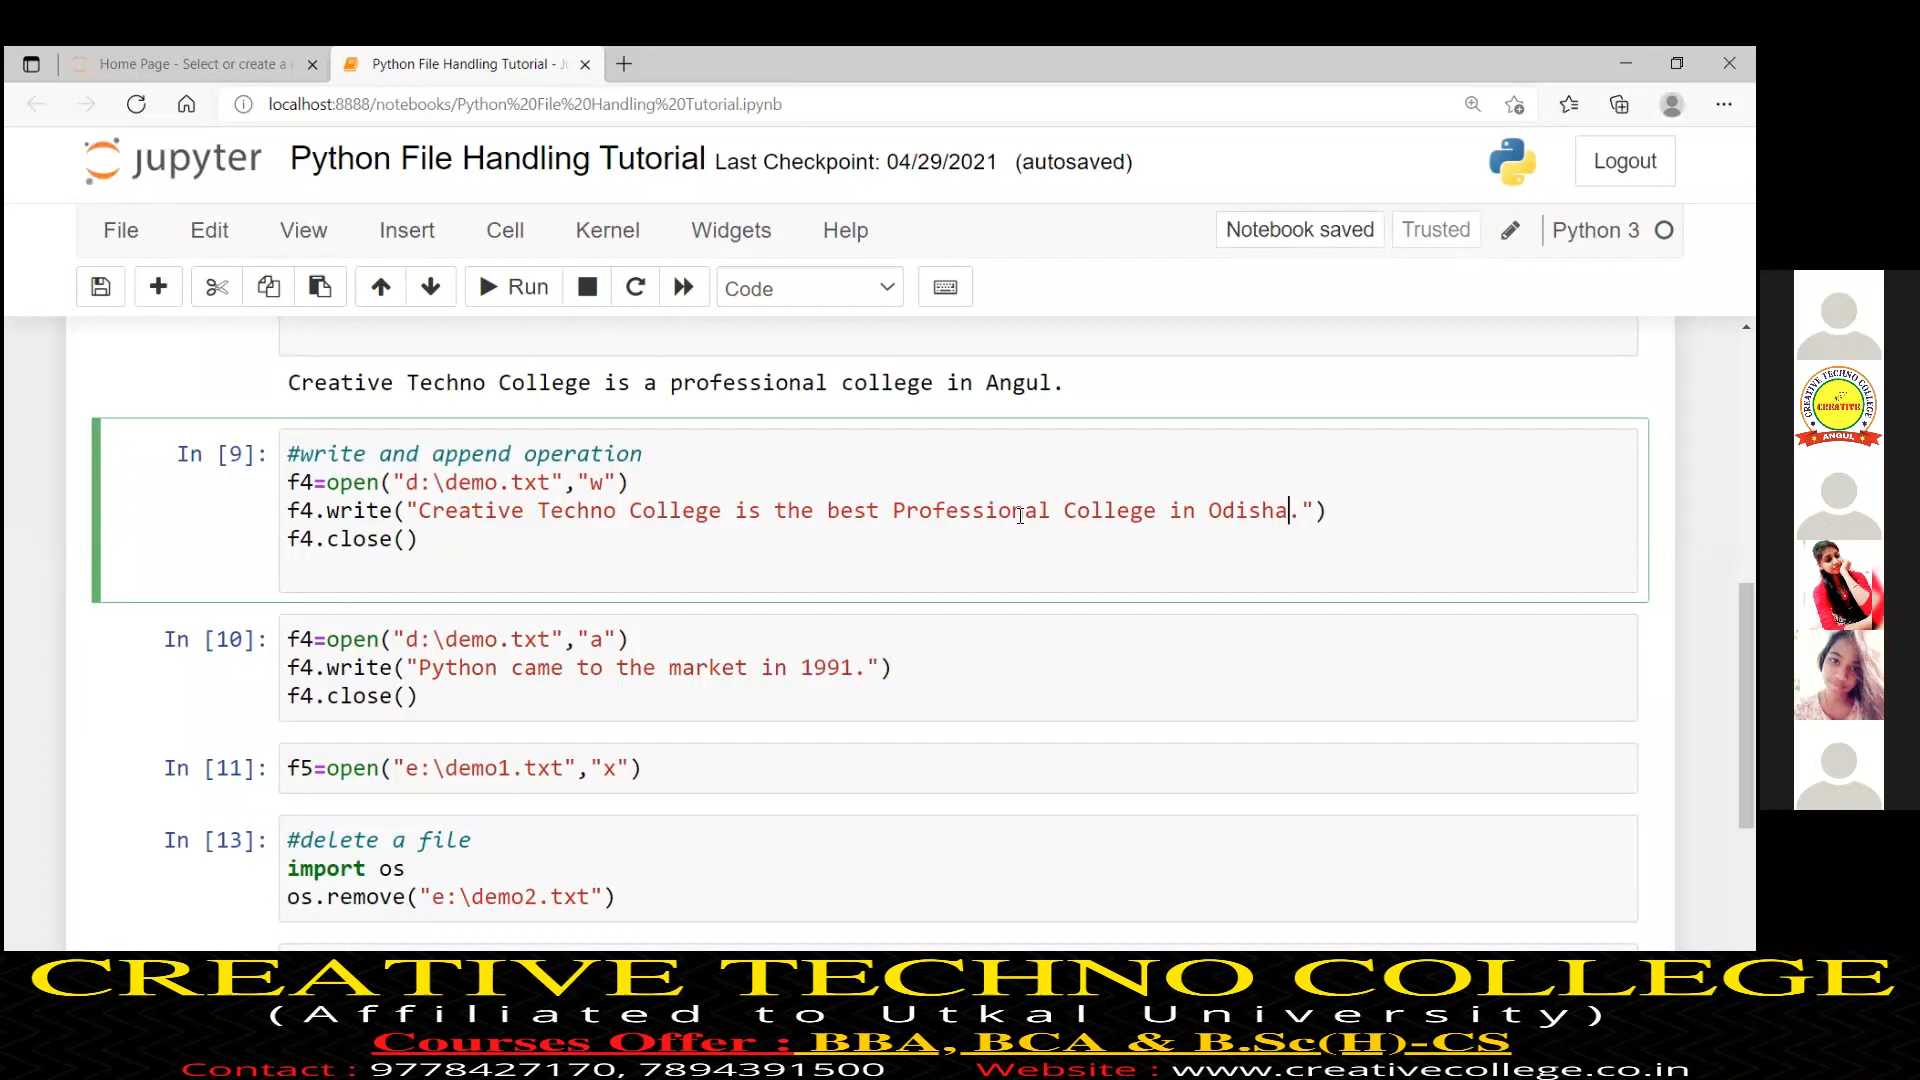 Home Page - Select or create a
Python File Handling Tutorial - J
localhost:8888/notebooks/Python%20File%20Handling%20Tutorial.ipynb
jupyter Python File Handling Tutorial Last Checkpoint: 04/29/2021 (autosaved)
Logout
File Edit View Insert Cell Kernel Widgets Help
Notebook saved Trusted Python 3
Run Code
Creative Techno College is a professional college in Angul.
In [9]: #write and append operation
f4=open("d:\demo.txt","w")
f4.write("Creative Techno College is the best Professional College in Odisha.")
f4.close()
In [10]: f4=open("d:\demo.txt","a")
f4.write("Python came to the market in 1991.")
f4.close()
In [11]: f5=open("e:\demo1.txt","x")
In [13]: #delete a file
import os
os.remove("e:\demo2.txt")
CREATIVE TECHNO COLLEGE
CREATIVE
ANGUL
CREATIVE TECHNO COLLEGE
(Affiliated to Utkal University)
Courses Offer : BBA, BCA & B.Sc(H)-CS
Contact : 9778427170, 7894391500 Website : www.creativecollege.co.in